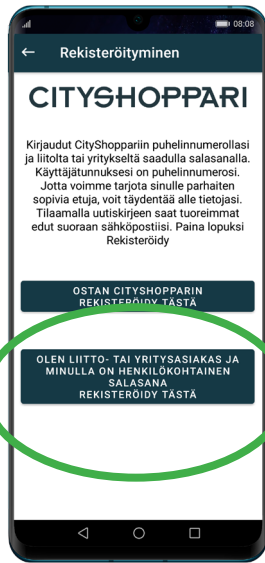 08:08
Rekisteröityminen
CITYSHOPPARI
Kirjaudut CityShoppariin puhelinnumerollasi
ja liitolta tai yritykseltä saadulla salasanalla.
Käyttäjätunnuksesi on puhelinnumerosi.
Jotta voimme tarjota sinulle parhaiten
sopivia etuja, voit täydentää alle tietojasi.
Tilaamalla uutiskirjeen saat tuoreimmat
edut suoraan sähköpostiisi. Paina lopuksi
Rekisteröidy
OSTAN CITYSHOPPARIN
REKISTERÖIDY TÄSTÄ
OLEN LIITTO- TAI YRITYSASIAKAS JA
MINULLA ON HENKILÖKOHTAINEN
SALASANA
REKISTERÖIDY TÄSTÄ